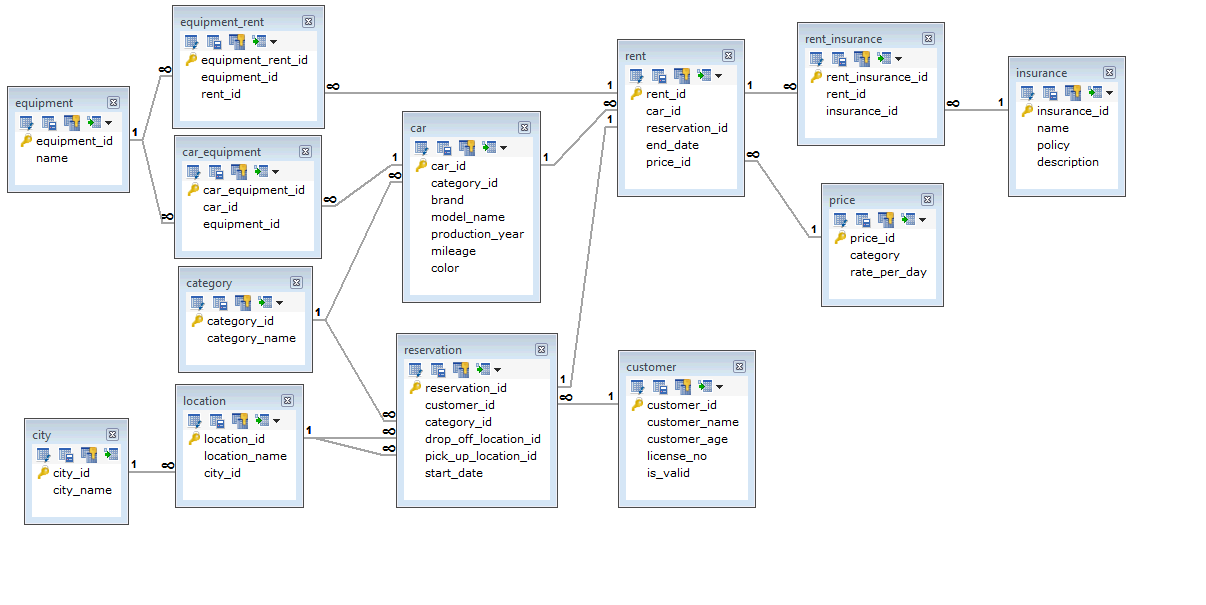 equipment_rent
equipment_rent_id
equipment_id
rent_id
rent
rent_id
car_id
reservation_id
end_date
price_id
rent_insurance
rent_insurance_id
rent_id
insurance_id
insurance
insurance_id
name
policy
description
equipment
equipment_id
name
car_equipment
car_equipment_id
car_id
equipment_id
car
car_id
category_id
brand
model_name
production_year
mileage
color
price
price_id
category
rate_per_day
category
category_id
category_name
reservation
reservation_id
customer_id
category_id
drop_off_location_id
pick_up_location_id
start_date
customer
customer_id
customer_name
customer_age
license_no
is_valid
location
location_id
location_name
city_id
city
city_id
city_name
1
∞
∞
∞
1
1
∞
∞
1
1
∞
1
∞
∞
1
1
∞
1
∞
∞
1
1
∞
1
∞
∞
1
∞